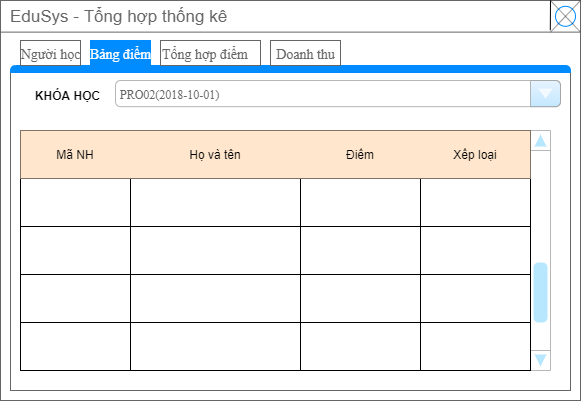 EduSys - Tổng hợp thống kê
Người học Bảng điểm Tổng hợp điểm Doanh thu
KHÓA HỌC PRO02(2018-10-01)
Mã NH Họ và tên Điểm Xếp loại